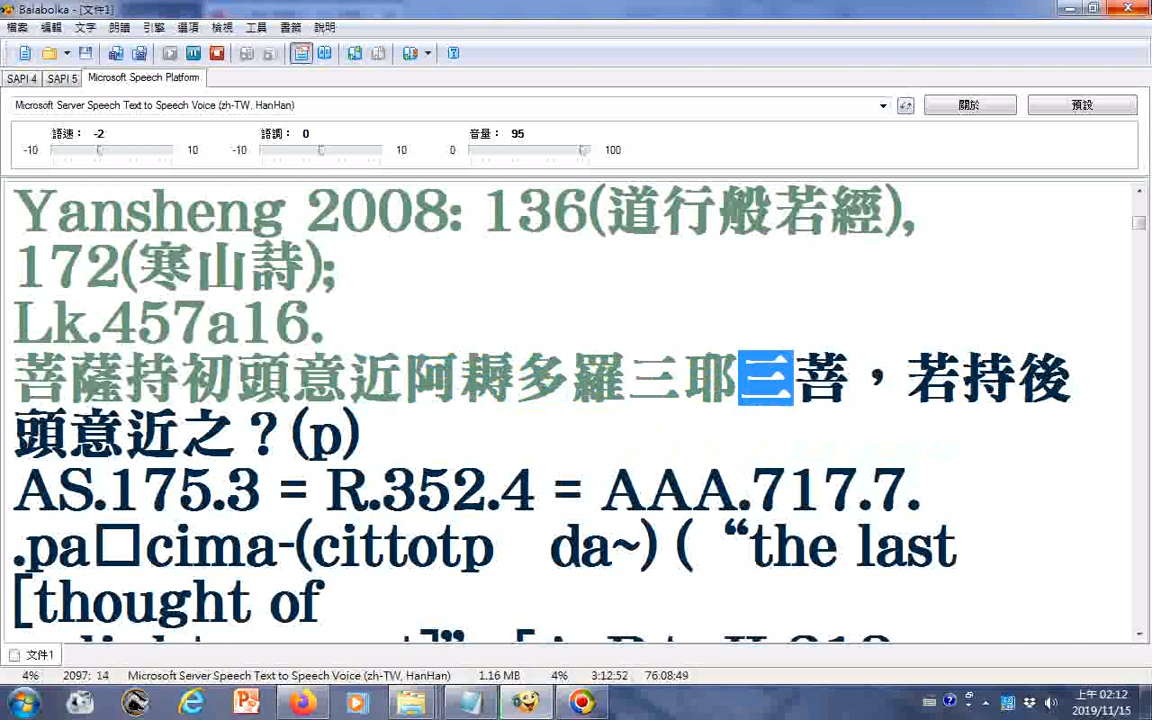 Balabolka - [文件1]
檔案 編輯 文字 朗讀 引擎 選項 檢視 工具 書籤 說明
SAPI 4 SAPI 5 Microsoft Speech Platform
Microsoft Server Speech Text to Speech Voice (zh-TW, HanHan) 關於 預設
語速： -2 語調： 0 音量： 95
-10 10 -10 10 0 100
Yansheng 2008: 136(道行般若經),
172(寒山詩);
Lk.457a16.
菩薩持初頭意近阿耨多羅三耶三菩，若持後
頭意近之？(p)
AS.175.3 = R.352.4 = AAA.717.7.
.pa□cima-(cittotp da~) (“the last
[thought of
文件1
4% 2097: 14 Microsoft Server Speech Text to Speech Voice (zh-TW, HanHan) 1.16 MB 4% 3:12:52 76:08:49
上午 02:12
2019/11/15